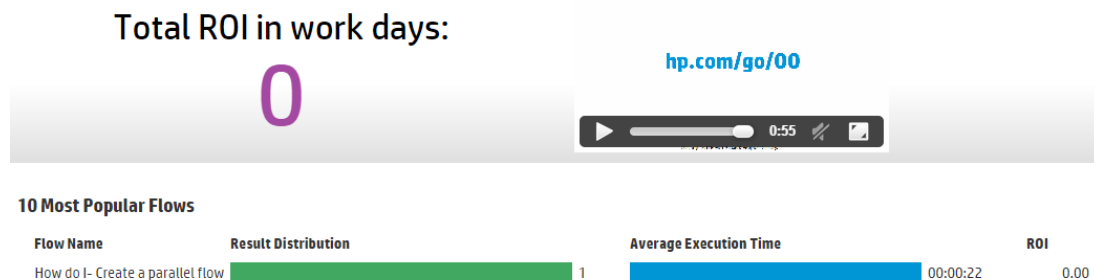 Total ROI in work days:
0
hp.com/go/OO
0:55
10 Most Popular Flows
Flow Name Result Distribution Average Execution Time ROI
How do I- Create a parallel flow 1 00:00:22 0.00